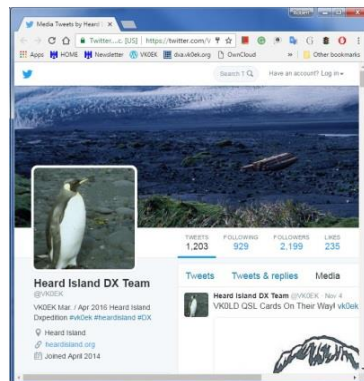 Media Tweets by Heard I
Twitter
[US]
https://twitter.com/V
Apps
HOME
Newsletter
VK0EK
dxa.vk0ek.org
OwnCloud
Other bookmarks
Have an account? Log in
TWEETS
FOLLOWING
FOLLOWERS
LIKES
1,203
929
2,199
235
Tweets
Tweets & replies
Media
Heard Island DX Team
@VK0EK
VK0EK Mar. / Apr 2016 Heard Island
Dxpedition #vk0ek #heardisland #DX
Heard Island
heardisland.org
Joined April 2014
Heard Island DX Team @VK0EK · Nov 4
VK0LD QSL Cards On Their Way! vk0ek